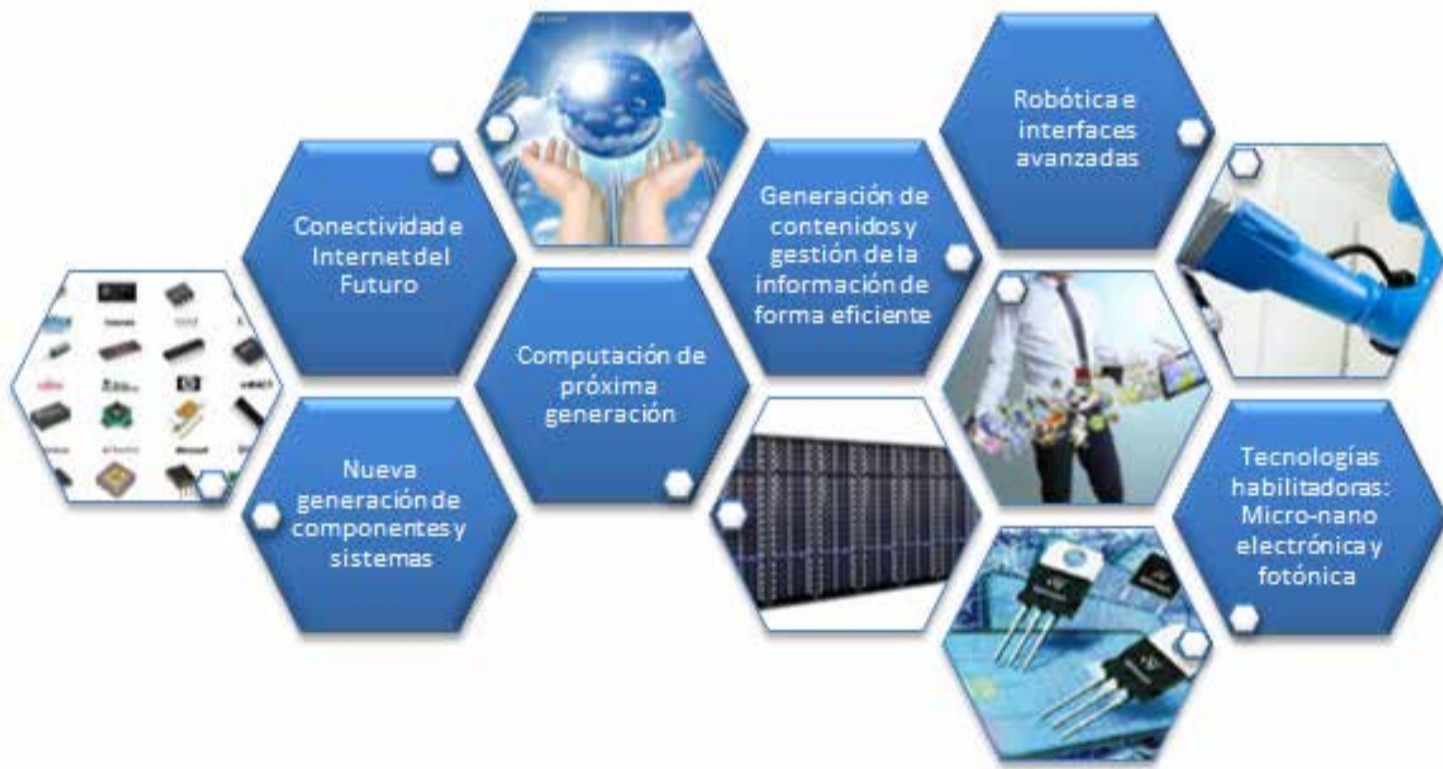 Robótica e
interfaces
avanzadas
Conectividad e
Internet del
Futuro
Generación de
contenidos y
gestión de la
información de
forma eficiente
Computación de
próxima
generación
Nueva
generación de
componentes y
sistemas
Tecnologías
habilitadoras:
Micro-nano
electrónica y
fotónica